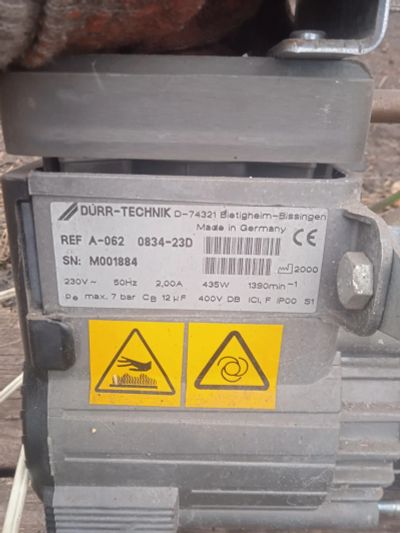 DÜRR-TECHNIK D-74321 Bietigheim-Bissingen
Made in Germany
REF A-062 0834-23D CE
SN: M001884 2000
230V~ 50Hz 2,00A 435W 1390min⁻¹
Pe max. 7 bar CB 12 µF 400V DB ICI, F IP00 S1